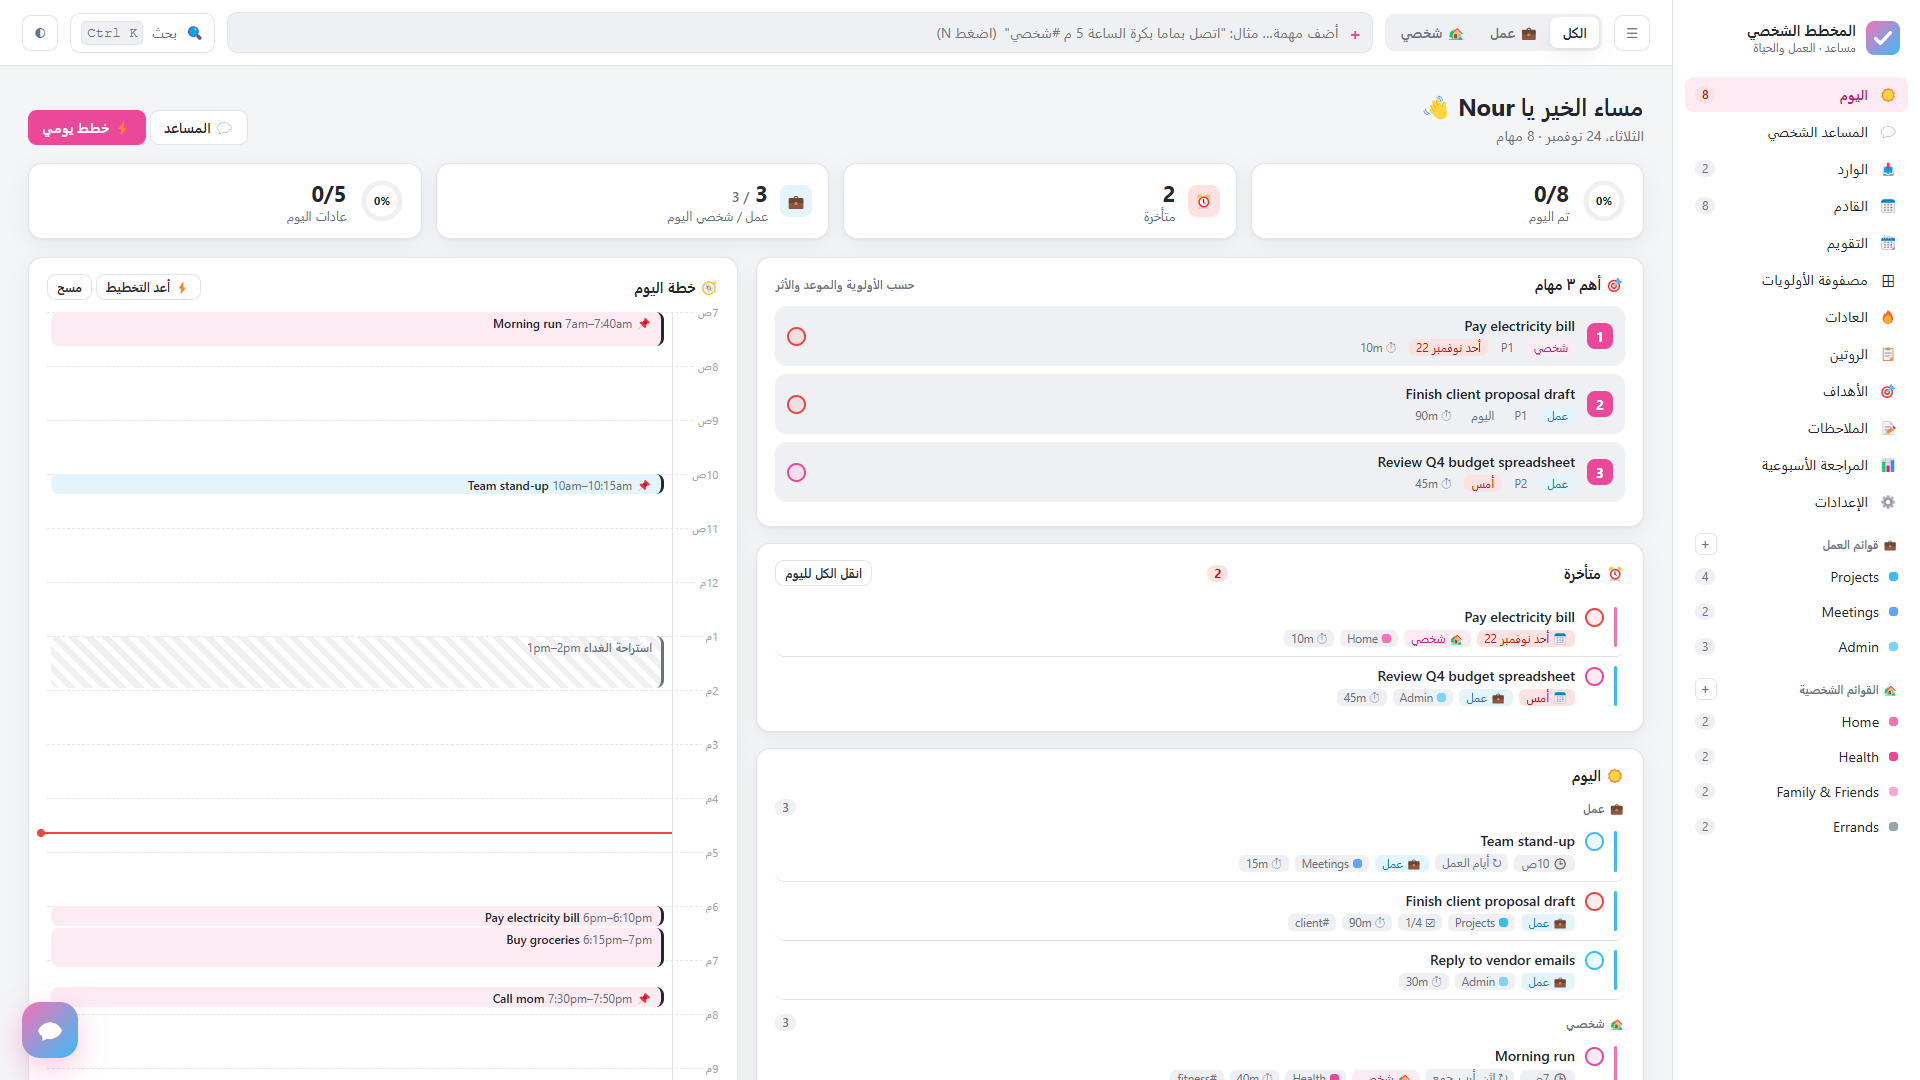 المخطط الشخصي
مساعد · العمل والحياة
اليوم 8
المساعد الشخصي
الوارد 2
القادم 8
التقويم
مصفوفة الأولويات
العادات
الروتين
الأهداف
الملاحظات
المراجعة الأسبوعية
الإعدادات
قوائم العمل +
Projects 4
Meetings 2
Admin 3
القوائم الشخصية +
Home 2
Health 2
Family & Friends 2
Errands 2
الكل عمل شخصي
+ أضف مهمة... مثال: "اتصل بماما بكرة الساعة 5 م #شخصي" (اضغط N)
بحث Ctrl K
مساء الخير يا Nour
الثلاثاء، 24 نوفمبر · 8 مهام
المساعد
خطط يومي
0%
0/8
تم اليوم
2
متأخرة
3 / 3
عمل / شخصي اليوم
0%
0/5
عادات اليوم
أهم ٣ مهام
حسب الأولوية والموعد والأثر
1
Pay electricity bill
شخصي P1 أحد نوفمبر 22 10m
2
Finish client proposal draft
عمل P1 اليوم 90m
3
Review Q4 budget spreadsheet
عمل P2 أمس 45m
متأخرة 2
انقل الكل لليوم
Pay electricity bill
أحد نوفمبر 22 شخصي Home 10m
Review Q4 budget spreadsheet
أمس عمل Admin 45m
اليوم
عمل 3
Team stand-up
10ص أيام العمل عمل Meetings 15m
Finish client proposal draft
عمل Projects 1/4 90m client#
Reply to vendor emails
عمل Admin 30m
شخصي 3
Morning run
7ص اثن، أرب، جمع شخصي Health 40m fitness#
خطة اليوم
أعد التخطيط
مسح
7ص
Morning run 7am–7:40am
8ص
9ص
10ص
Team stand-up 10am–10:15am
11ص
12م
1م
استراحة الغداء 1pm–2pm
2م
3م
4م
5م
6م
Pay electricity bill 6pm–6:10pm
Buy groceries 6:15pm–7pm
7م
Call mom 7:30pm–7:50pm
8م
9م